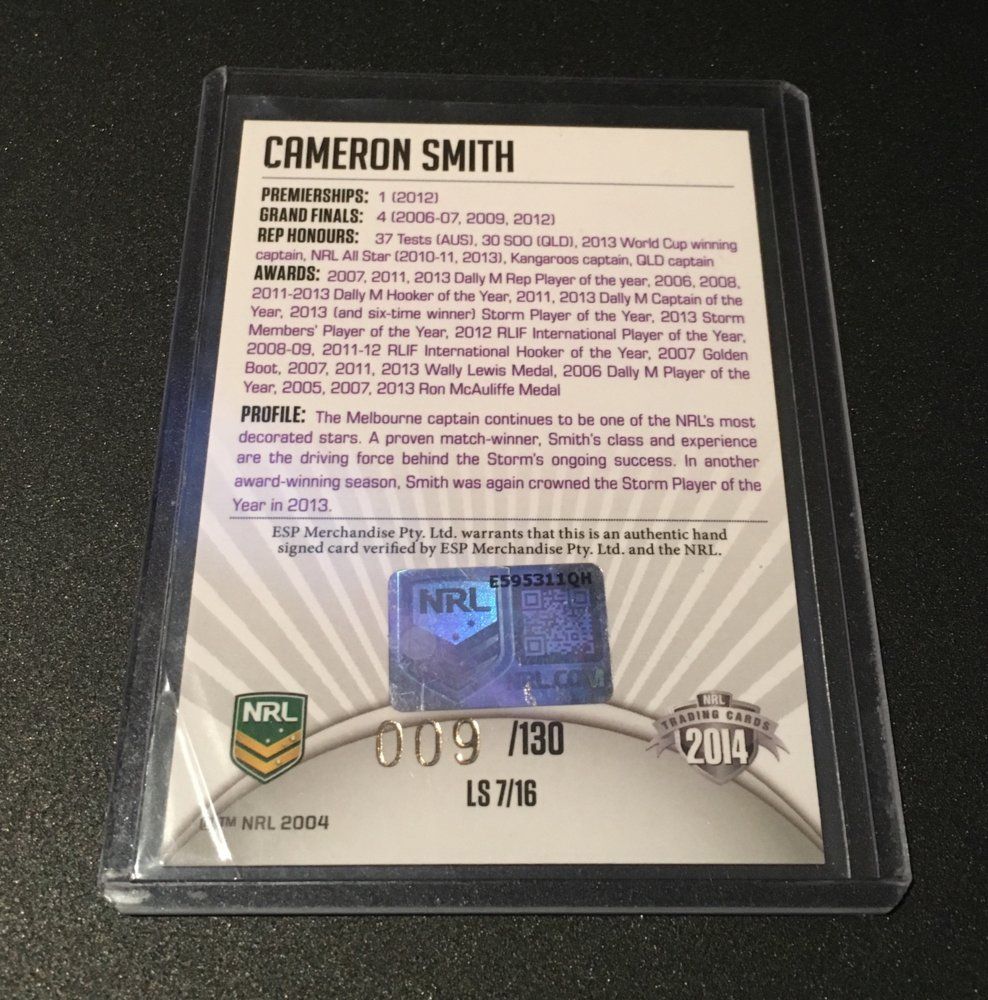 CAMERON SMITH
PREMIERSHIPS: 1 (2012)
GRAND FINALS: 4 (2006-07, 2009, 2012)
REP HONOURS: 37 Tests (AUS), 30 SOO (QLD), 2013 World Cup winning
captain, NRL All Star (2010-11, 2013), Kangaroos captain, QLD captain
AWARDS: 2007, 2011, 2013 Dally M Rep Player of the year, 2006, 2008,
2011-2013 Dally M Hooker of the Year, 2011, 2013 Dally M Captain of the
Year, 2013 (and six-time winner) Storm Player of the Year, 2013 Storm
Members' Player of the Year, 2012 RLIF International Player of the Year,
2008-09, 2011-12 RLIF International Hooker of the Year, 2007 Golden
Boot, 2007, 2011, 2013 Wally Lewis Medal, 2006 Dally M Player of the
Year, 2005, 2007, 2013 Ron McAuliffe Medal
PROFILE: The Melbourne captain continues to be one of the NRL's most
decorated stars. A proven match-winner, Smith's class and experience
are the driving force behind the Storm's ongoing success. In another
award-winning season, Smith was again crowned the Storm Player of the
Year in 2013.
ESP Merchandise Pty. Ltd. warrants that this is an authentic hand
signed card verified by ESP Merchandise Pty. Ltd. and the NRL.
E595311QH
NRL
NRL.COM
NRL
009 /130
NRL
TRADING CARDS
2014
LS 7/16
©™ NRL 2004